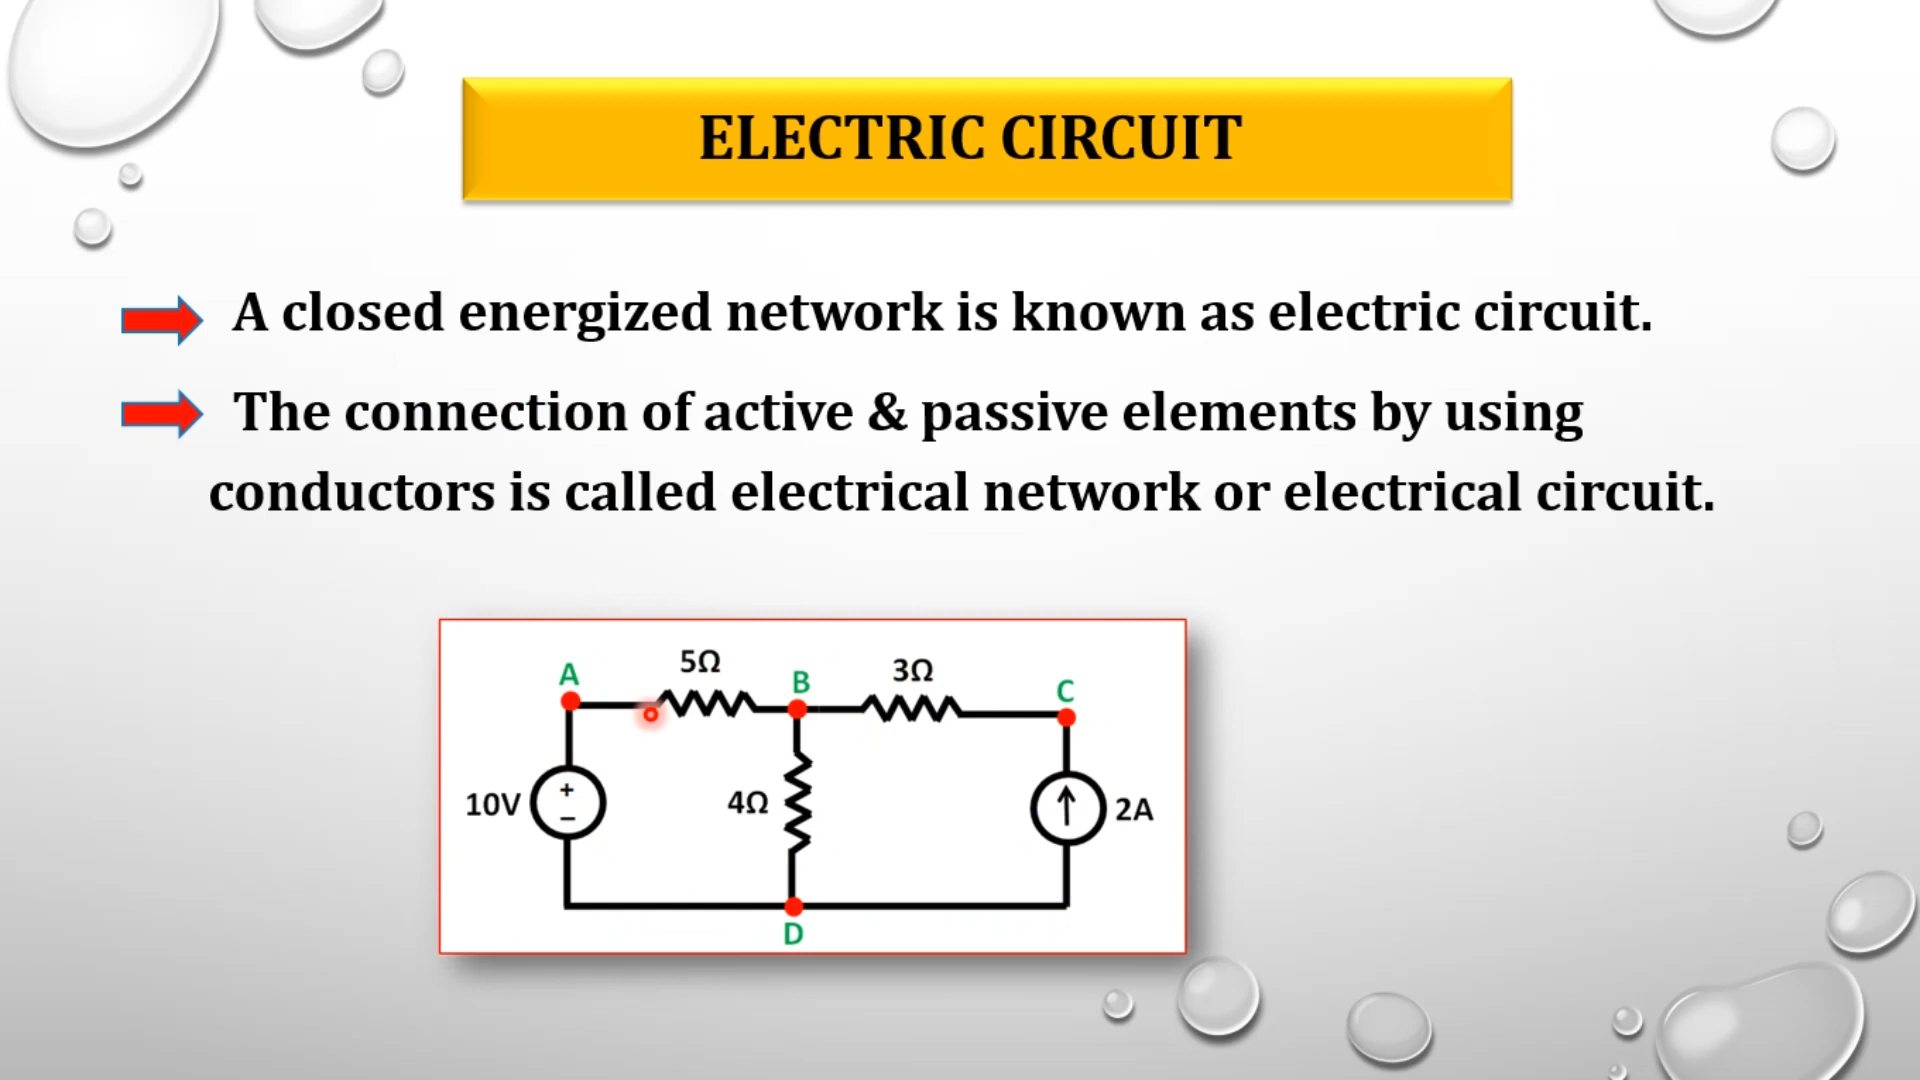 ELECTRIC CIRCUIT
A closed energized network is known as electric circuit.
The connection of active & passive elements by using
conductors is called electrical network or electrical circuit.
A
5Ω
B
3Ω
C
10V
+
−
4Ω
2A
D